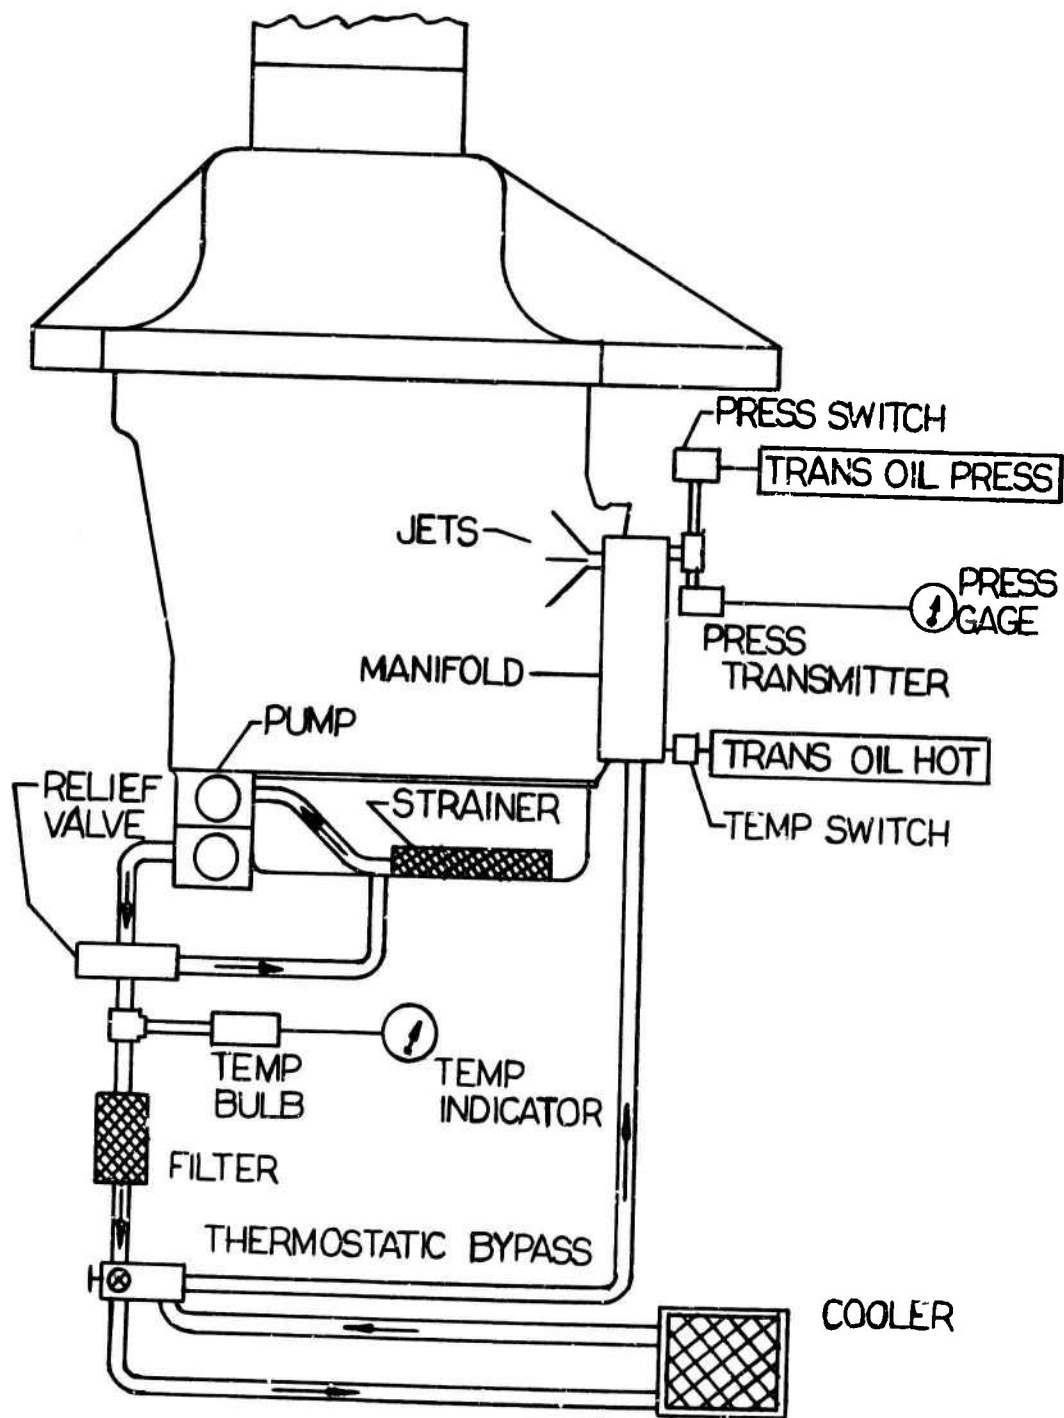 PRESS SWITCH
TRANS OIL PRESS
JETS
PRESS
GAGE
PRESS
TRANSMITTER
MANIFOLD
PUMP
TRANS OIL HOT
RELIEF
VALVE
STRAINER
TEMP SWITCH
TEMP
BULB
TEMP
INDICATOR
FILTER
THERMOSTATIC BYPASS
COOLER